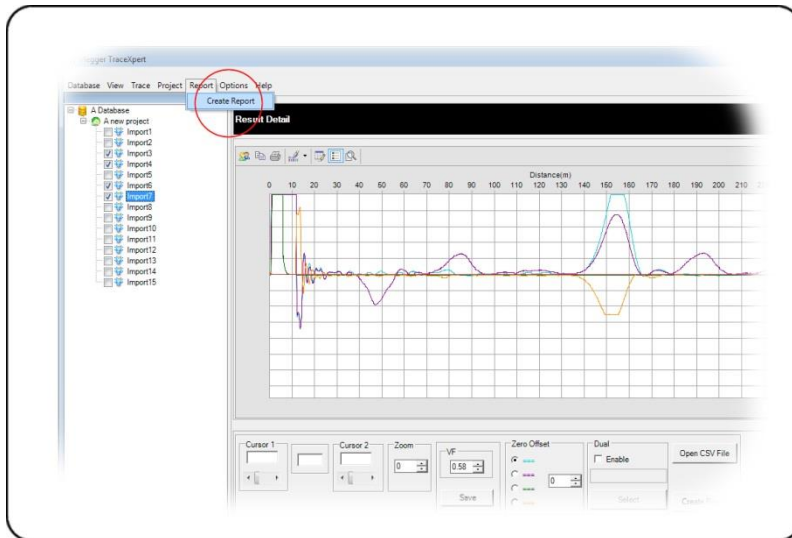 gger TraceXpert
Database View Trace Project Report Options Help
Create Report
A Database
A new project
Import1
Import2
Import3
Import4
Import5
Import6
Import7
Import8
Import9
Import10
Import11
Import12
Import13
Import14
Import15
Result Detail
Distance(m)
0 10 20 30 40 50 60 70 80 90 100 110 120 130 140 150 160 170 180 190 200 210
Cursor 1
Cursor 2
Zoom
0
VF
0.58
Save
Zero Offset
0
Dual
Enable
Select
Open CSV File